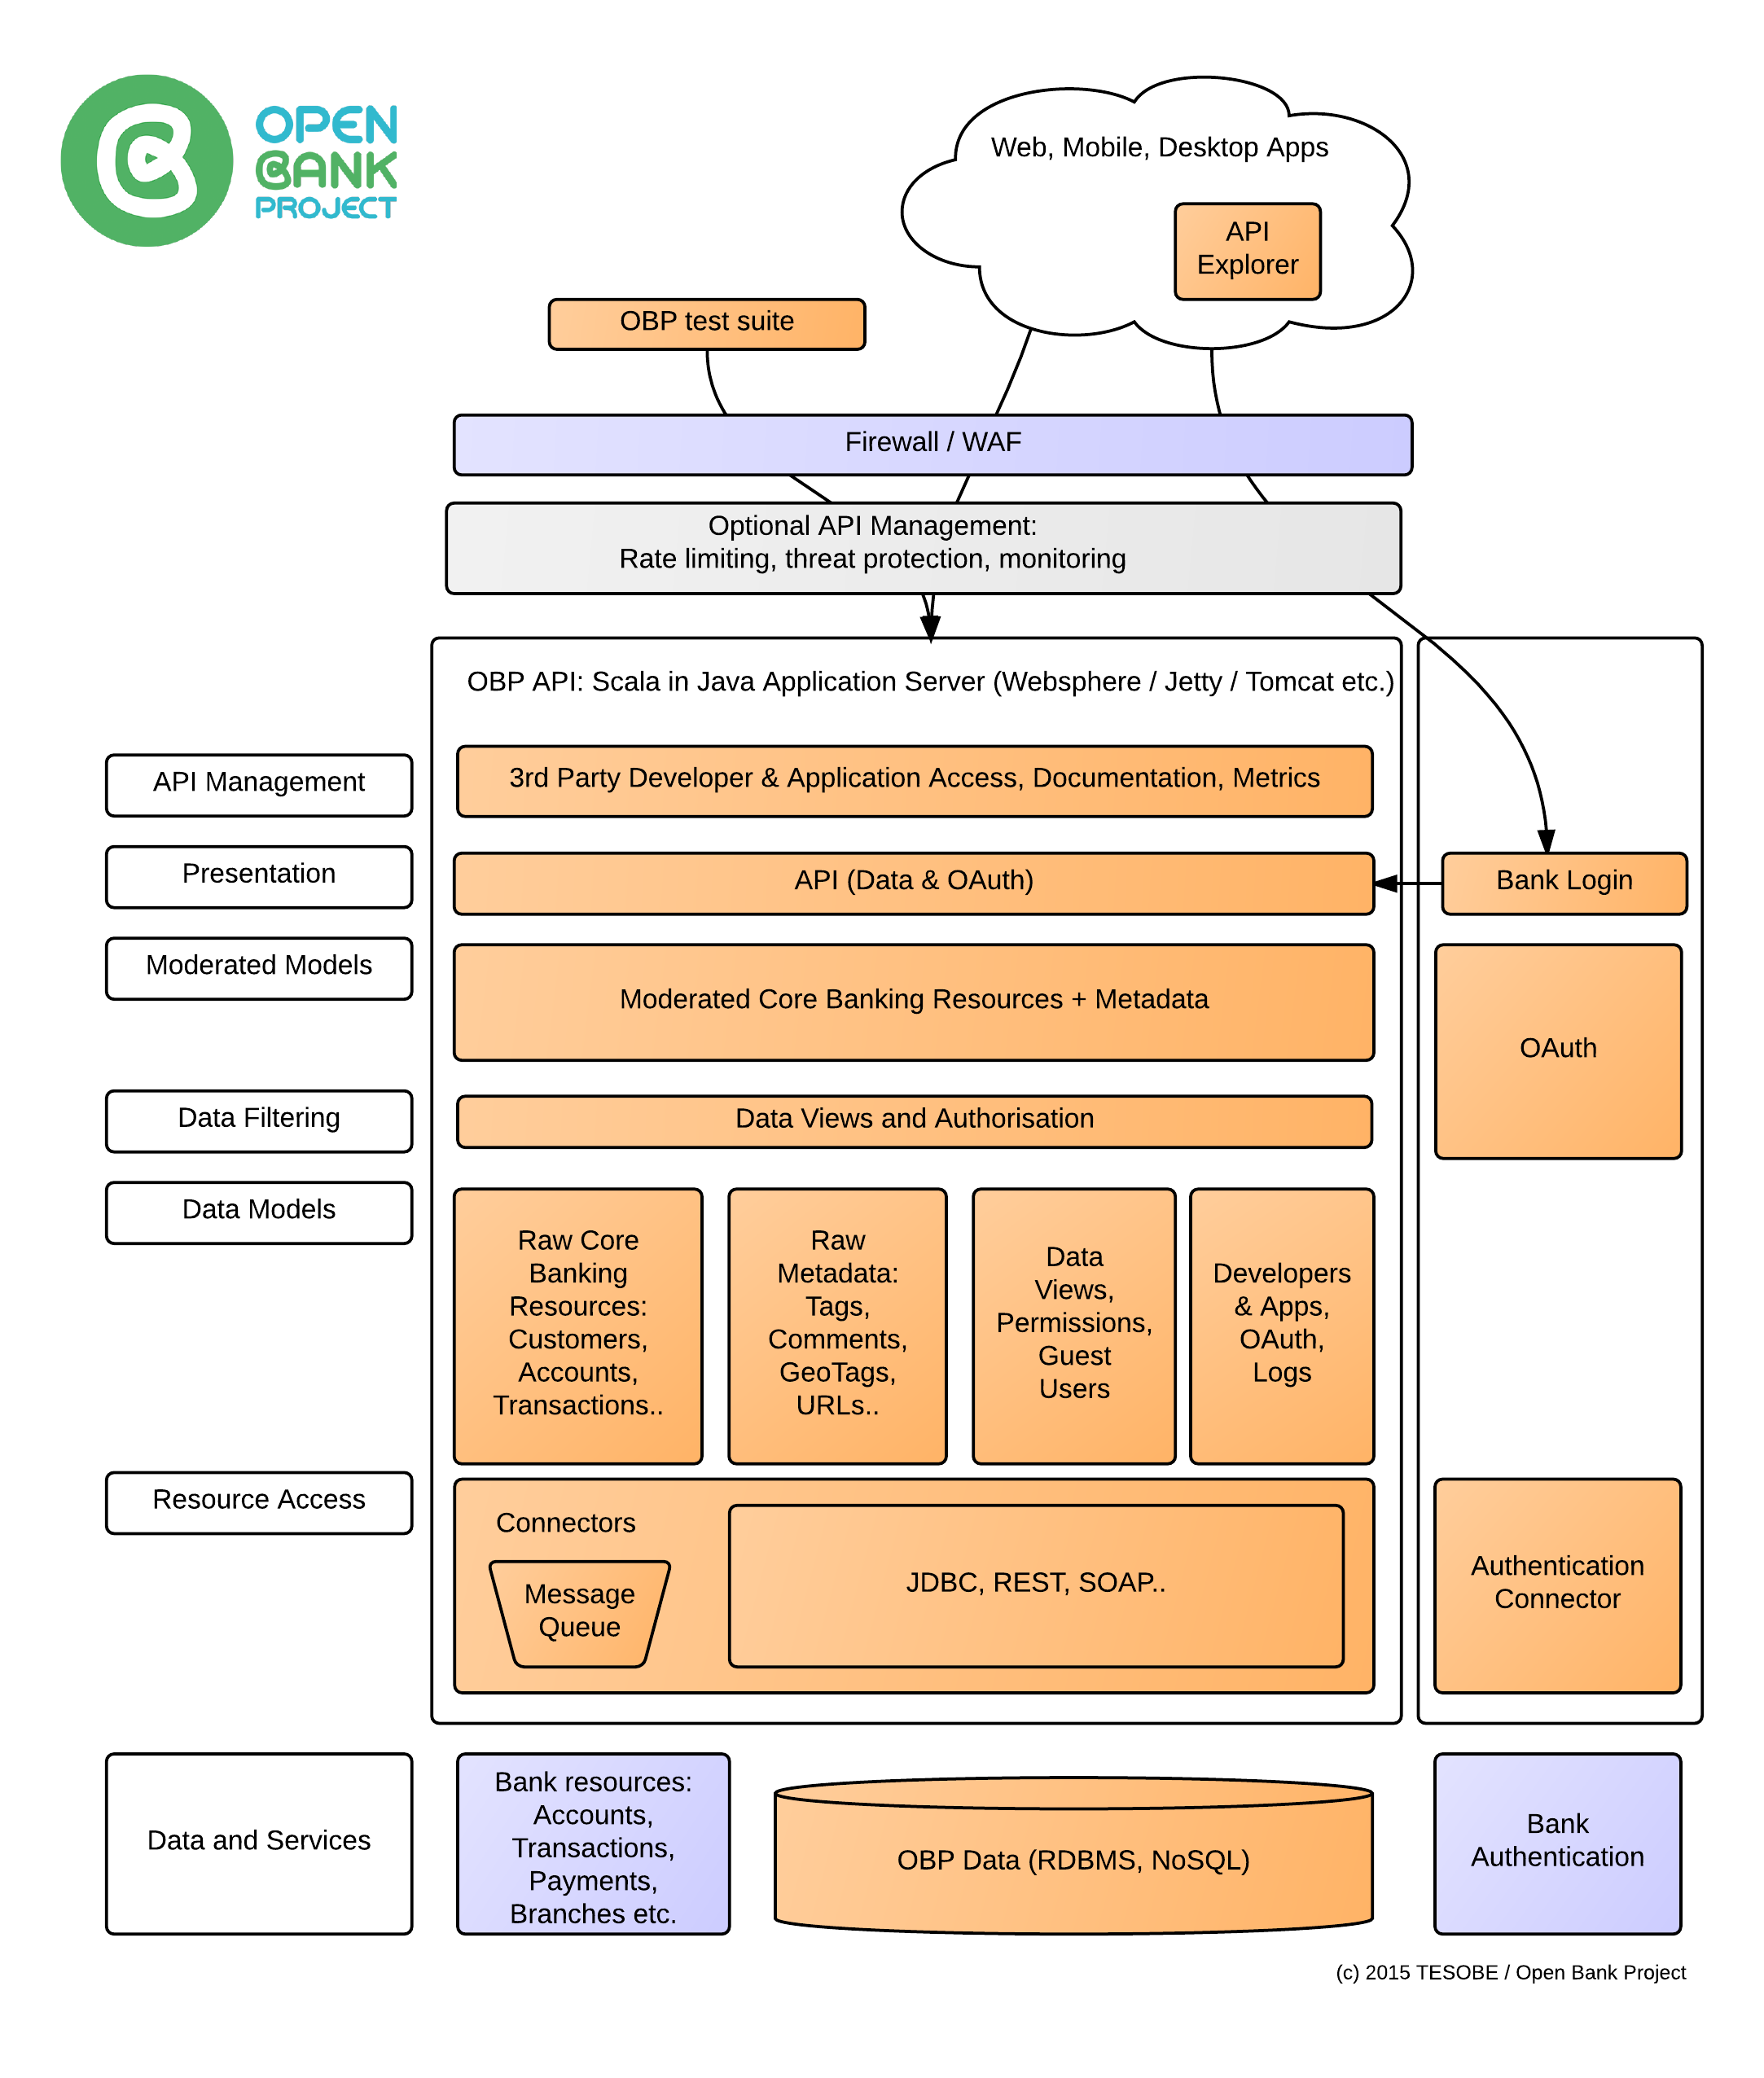 OPEN
BANK
PROJECT
Web, Mobile, Desktop Apps
API
Explorer
OBP test suite
Firewall / WAF
Optional API Management:
Rate limiting, threat protection, monitoring
OBP API: Scala in Java Application Server (Websphere / Jetty / Tomcat etc.)
API Management
3rd Party Developer & Application Access, Documentation, Metrics
Presentation
API (Data & OAuth)
Bank Login
Moderated Models
Moderated Core Banking Resources + Metadata
OAuth
Data Filtering
Data Views and Authorisation
Data Models
Raw Core
Banking
Resources:
Customers,
Accounts,
Transactions..
Raw
Metadata:
Tags,
Comments,
GeoTags,
URLs..
Data
Views,
Permissions,
Guest
Users
Developers
& Apps,
OAuth,
Logs
Resource Access
Connectors
Message
Queue
JDBC, REST, SOAP..
Authentication
Connector
Data and Services
Bank resources:
Accounts,
Transactions,
Payments,
Branches etc.
OBP Data (RDBMS, NoSQL)
Bank
Authentication
(c) 2015 TESOBE / Open Bank Project